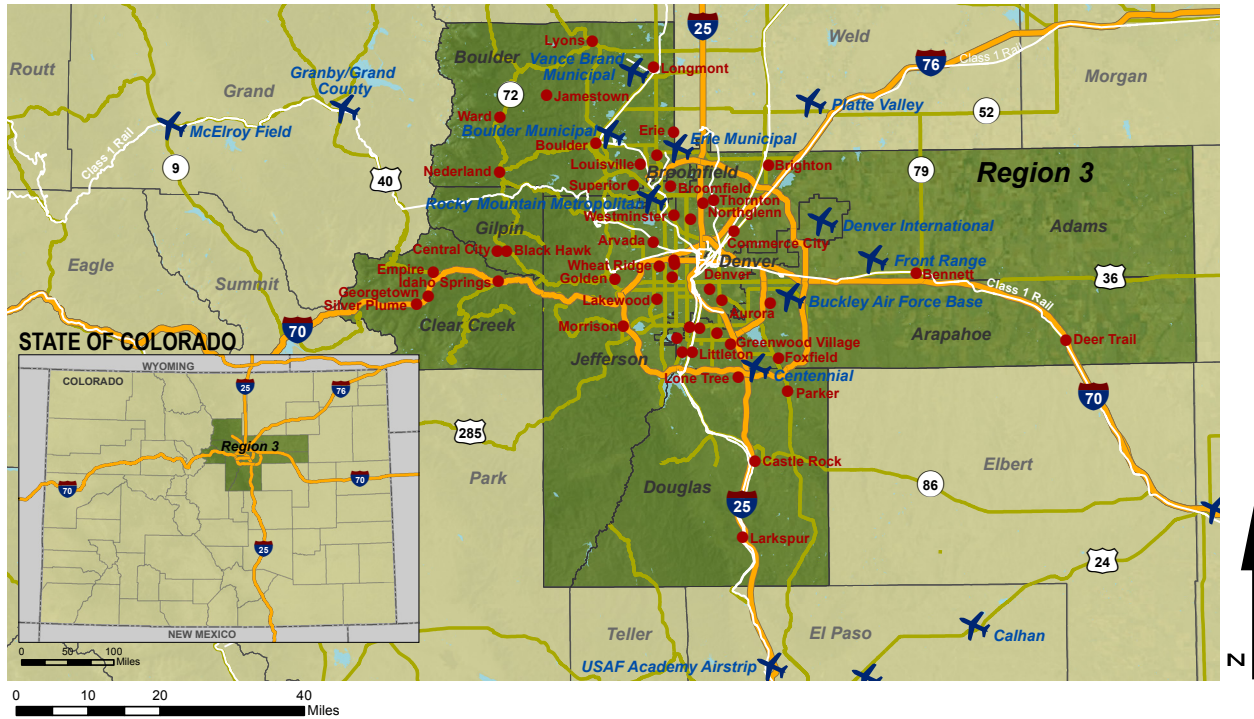 25
Lyons
Weld
Boulder
Vance Brand
Municipal
Longmont
76
Class 1 Rail
Routt
Granby/Grand
County
Grand
72
Jamestown
Morgan
Platte Valley
52
Ward
McElroy Field
Boulder Municipal
Erie
Erie Municipal
Boulder
Class 1 Rail
9
40
Louisville
Broomfield
Brighton
79
Region 3
Nederland
Superior
Broomfield
Rocky Mountain Metropolitan
Thornton
Northglenn
Westminster
Denver International
Adams
Gilpin
Commerce City
Arvada
Central City
Black Hawk
Denver
Front Range
Eagle
Empire
Wheat Ridge
Bennett
36
Summit
Idaho Springs
Golden
Denver
Class 1 Rail
Georgetown
Silver Plume
Lakewood
Buckley Air Force Base
Aurora
70
Clear Creek
Morrison
Arapahoe
Greenwood Village
Deer Trail
Jefferson
Littleton
Foxfield
Lone Tree
Centennial
Parker
70
285
Castle Rock
Elbert
Park
Douglas
86
25
Larkspur
24
Teller
El Paso
Calhan
USAF Academy Airstrip
STATE OF COLORADO
WYOMING
COLORADO
25
76
Region 3
70
70
25
NEW MEXICO
0 50 100
Miles
N
0 10 20 40
Miles